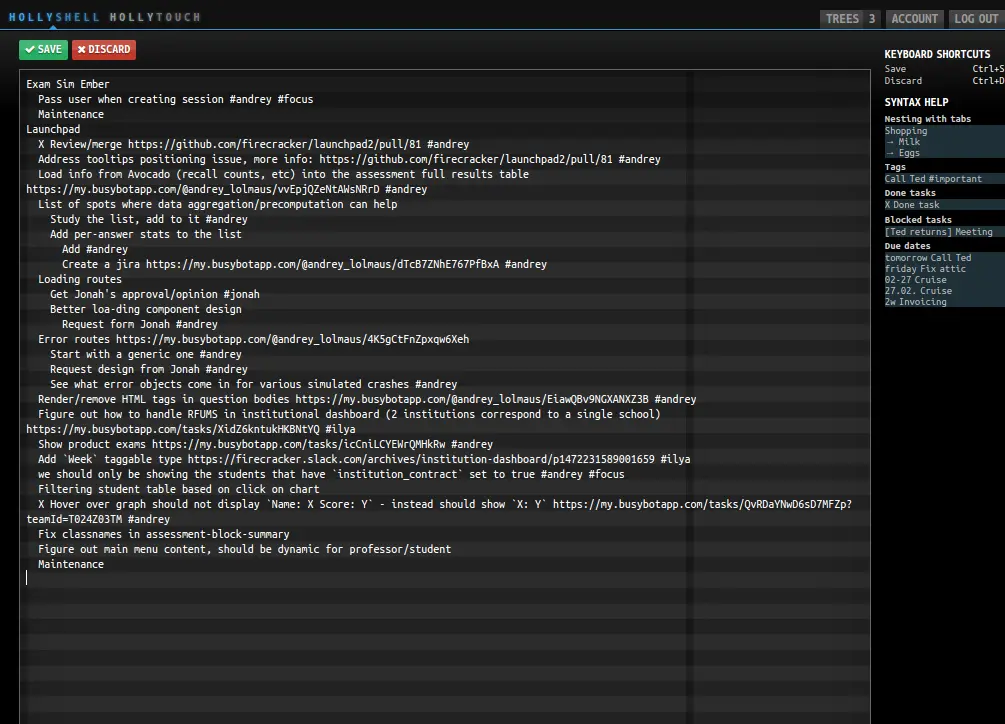 HOLLYSHELL HOLLYTOUCH
TREES 3 ACCOUNT LOG OUT
SAVE DISCARD
Exam Sim Ember
Pass user when creating session #andrey #focus
Maintenance
Launchpad
X Review/merge https://github.com/firecracker/launchpad2/pull/81 #andrey
Address tooltips positioning issue, more info: https://github.com/firecracker/launchpad2/pull/81 #andrey
Load info from Avocado (recall counts, etc) into the assessment full results table
https://my.busybotapp.com/@andrey_lolmaus/vvEpjQZeNtAWsNRrD #andrey
List of spots where data aggregation/precomputation can help
Study the list, add to it #andrey
Add per-answer stats to the list
Add #andrey
Create a jira https://my.busybotapp.com/@andrey_lolmaus/dTcB7ZNhE767PfBxA #andrey
Loading routes
Get Jonah's approval/opinion #jonah
Better loa-ding component design
Request form Jonah #andrey
Error routes https://my.busybotapp.com/@andrey_lolmaus/4K5gCtFnZpxqw6Xeh
Start with a generic one #andrey
Request design from Jonah #andrey
See what error objects come in for various simulated crashes #andrey
Render/remove HTML tags in question bodies https://my.busybotapp.com/@andrey_lolmaus/EiawQBv9NGXANXZ3B #andrey
Figure out how to handle RFUMS in institutional dashboard (2 institutions correspond to a single school)
https://my.busybotapp.com/tasks/XidZ6kntukHKBNtYQ #ilya
Show product exams https://my.busybotapp.com/tasks/icCniLCYEWrQMHkRw #andrey
Add `Week` taggable type https://firecracker.slack.com/archives/institution-dashboard/p1472231589001659 #ilya
we should only be showing the students that have `institution_contract` set to true #andrey #focus
Filtering student table based on click on chart
X Hover over graph should not display `Name: X Score: Y` - instead should show `X: Y` https://my.busybotapp.com/tasks/QvRDaYNwD6sD7MFZp?
teamId=T024Z03TM #andrey
Fix classnames in assessment-block-summary
Figure out main menu content, should be dynamic for professor/student
Maintenance
KEYBOARD SHORTCUTS
Save Ctrl+S
Discard Ctrl+D
SYNTAX HELP
Nesting with tabs
Shopping
→ Milk
→ Eggs
Tags
Call Ted #important
Done tasks
X Done task
Blocked tasks
[Ted returns] Meeting
Due dates
tomorrow Call Ted
friday Fix attic
02-27 Cruise
27.02. Cruise
2w Invoicing